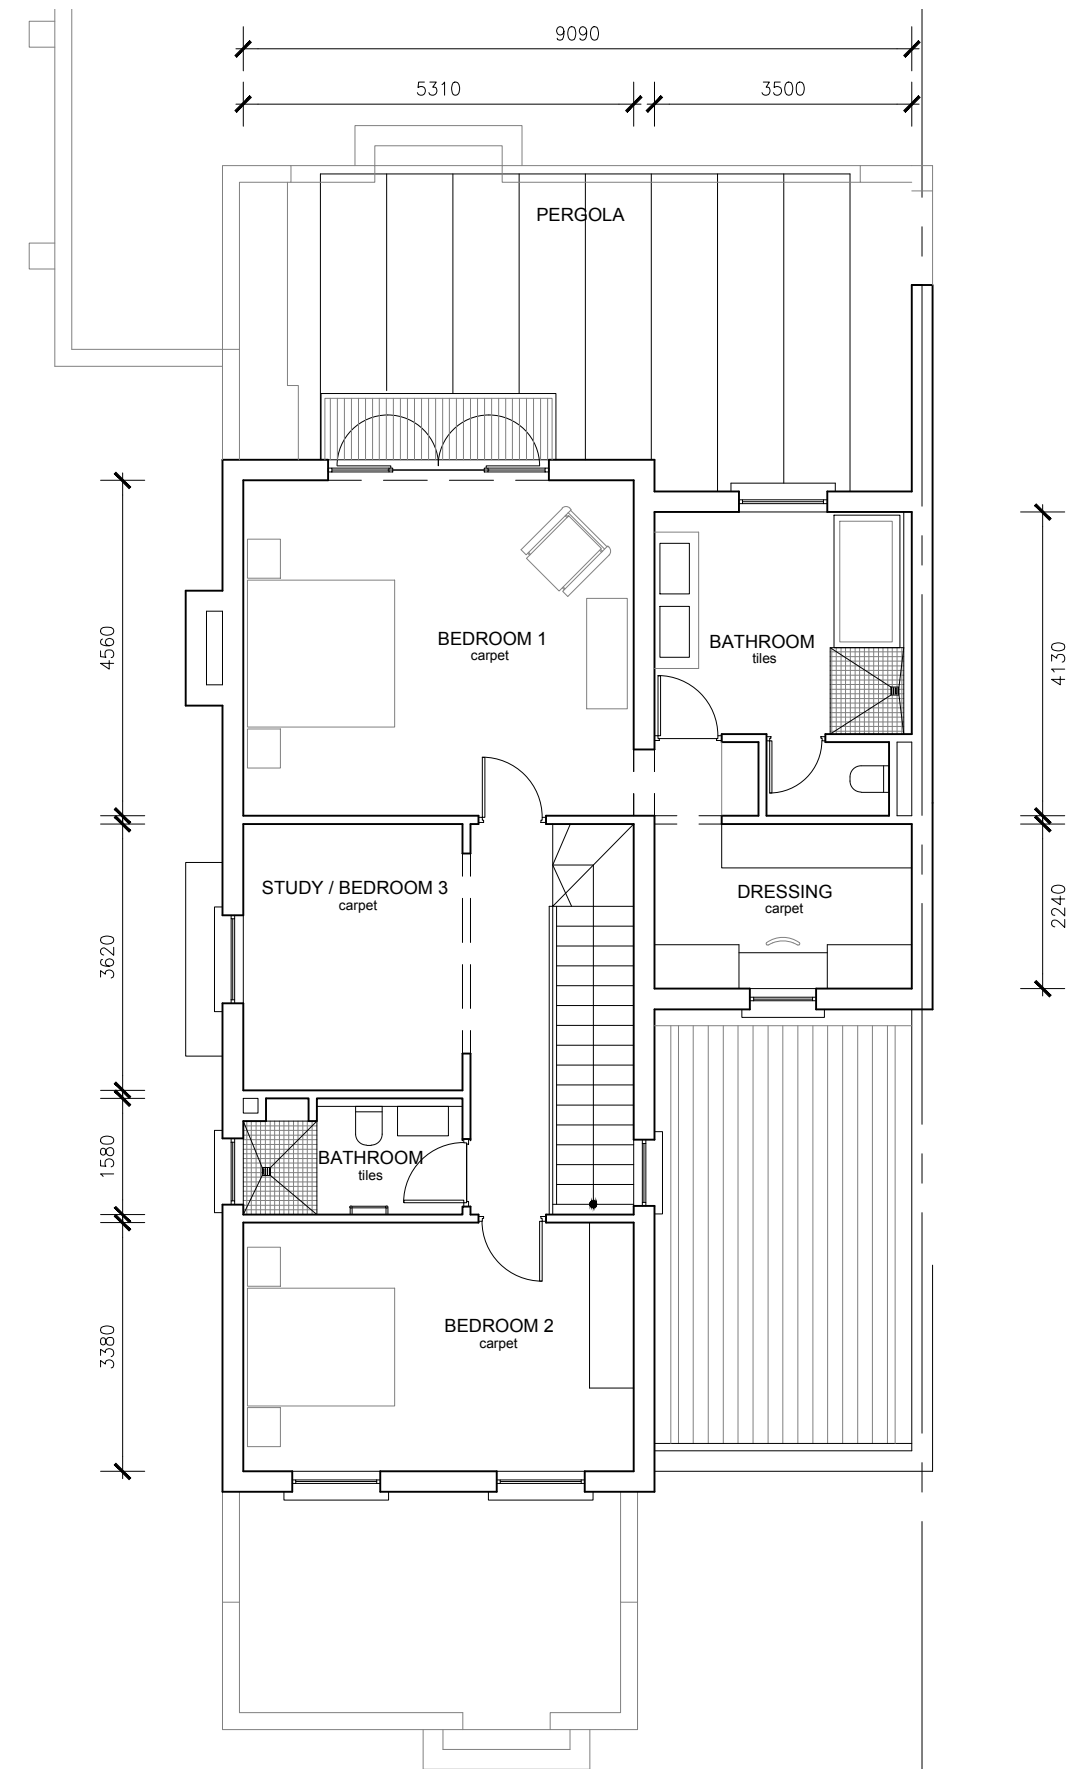 9090
5310
3500
PERGOLA
4560
BEDROOM 1
carpet
BATHROOM
tiles
4130
STUDY / BEDROOM 3
carpet
DRESSING
carpet
3620
2240
1580
BATHROOM
tiles
3380
BEDROOM 2
carpet